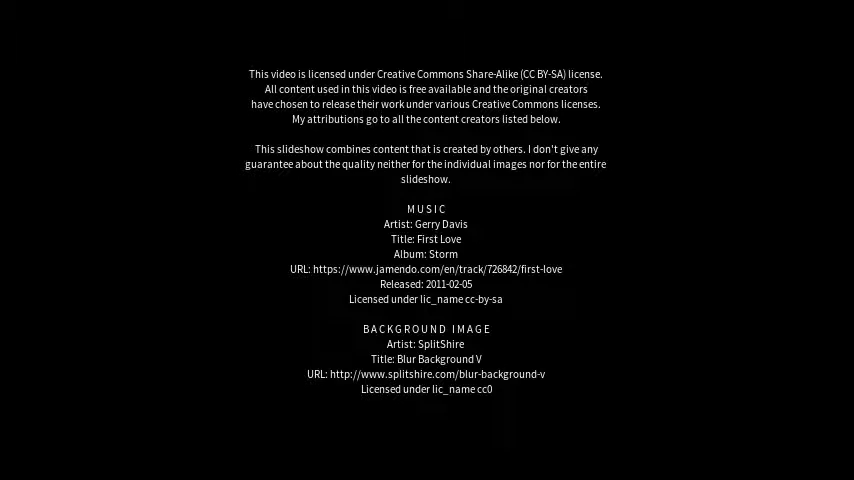 This video is licensed under Creative Commons Share-Alike (CC BY-SA) license.
All content used in this video is free available and the original creators
have chosen to release their work under various Creative Commons licenses.
My attributions go to all the content creators listed below.
This slideshow combines content that is created by others. I don't give any
guarantee about the quality neither for the individual images nor for the entire
slideshow.
MUSIC
Artist: Gerry Davis
Title: First Love
Album: Storm
URL: https://www.jamendo.com/en/track/726842/first-love
Released: 2011-02-05
Licensed under lic_name cc-by-sa
BACKGROUND IMAGE
Artist: SplitShire
Title: Blur Background V
URL: http://www.splitshire.com/blur-background-v
Licensed under lic_name cc0